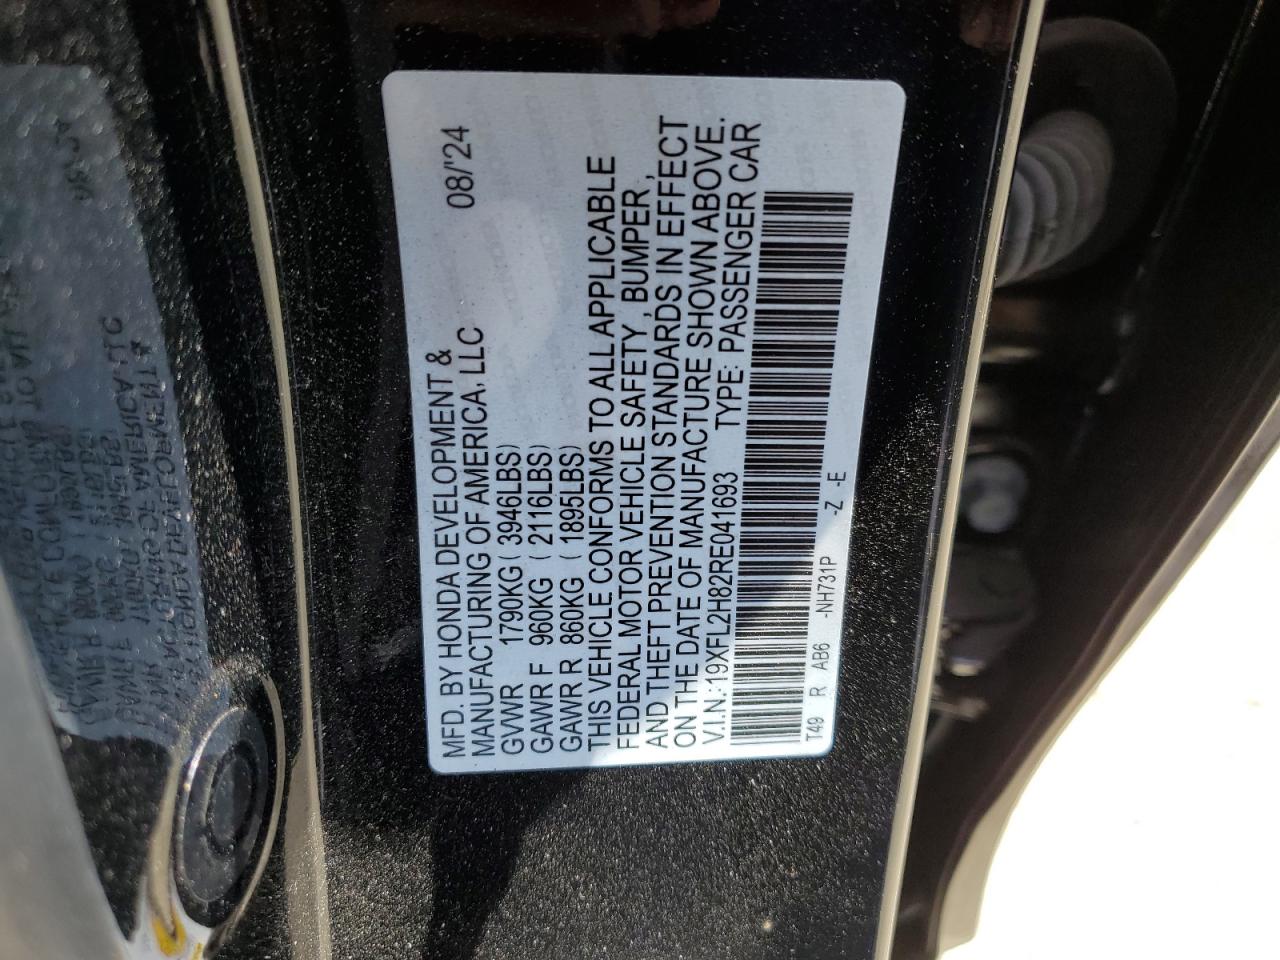 MFD. BY HONDA DEVELOPMENT & 08/'24
MANUFACTURING OF AMERICA, LLC
GVWR 1790KG ( 3946LBS)
GAWR F 960KG ( 2116LBS)
GAWR R 860KG ( 1895LBS)
THIS VEHICLE CONFORMS TO ALL APPLICABLE
FEDERAL MOTOR VEHICLE SAFETY , BUMPER ,
AND THEFT PREVENTION STANDARDS IN EFFECT
ON THE DATE OF MANUFACTURE SHOWN ABOVE.
V.I.N.:19XFL2H82RE041693 TYPE: PASSENGER CAR
T49 R AB6 -NH731P -Z -E